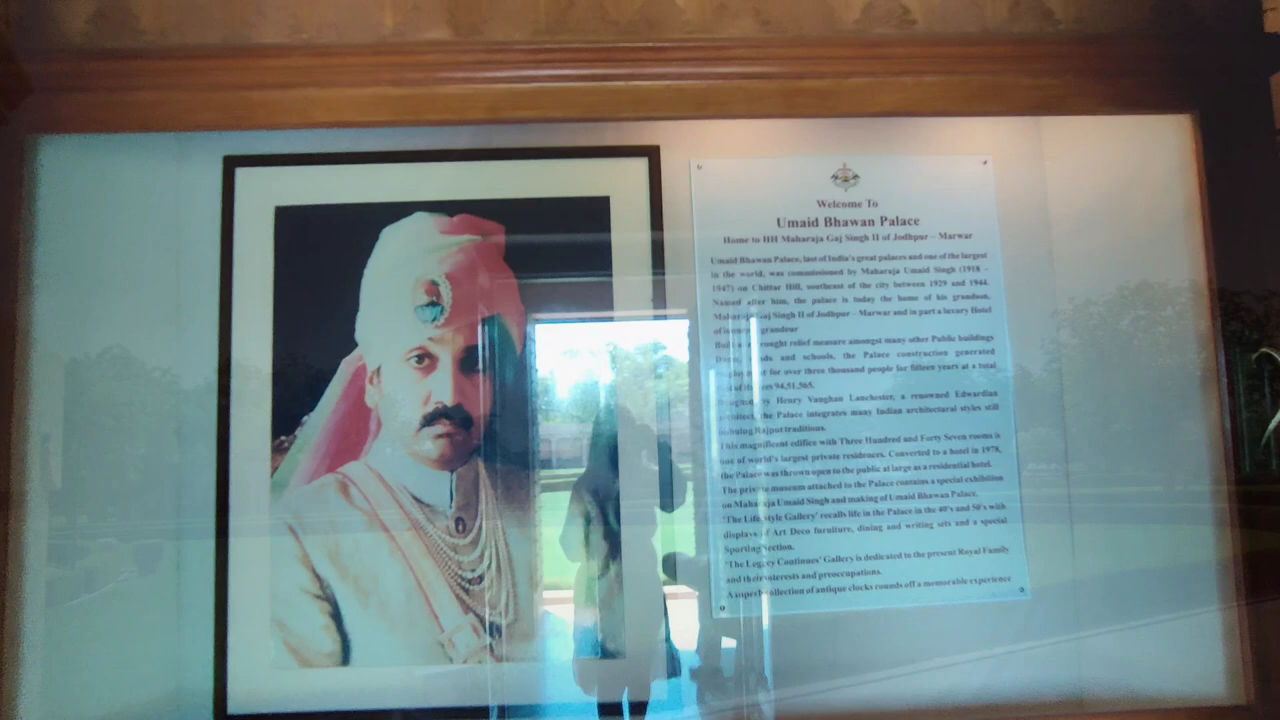 Welcome To
Umaid Bhawan Palace
Home to HH Maharaja Gaj Singh II of Jodhpur – Marwar
Umaid Bhawan Palace, last of India's great palaces and one of the largest
in the world, was commissioned by Maharaja Umaid Singh (1918 -
1947) on Chittar Hill, southeast of the city between 1929 and 1944.
Named after him, the palace is today the home of his grandson,
Maharaja Gaj Singh II of Jodhpur – Marwar and in part a luxury Hotel
of grandeur
Built a drought relief measure amongst many other Public buildings
and schools, the Palace construction generated
for over three thousand people for fifteen years at a total
of 94,51,565.
by Henry Vaughan Lanchester, a renowned Edwardian
architect, the Palace integrates many Indian architectural styles still
Rajput traditions.
This magnificent edifice with Three Hundred and Forty Seven rooms is
one of world's largest private residences. Converted to a hotel in 1978,
the Palace was thrown open to the public at large as a residential hotel.
The private museum attached to the Palace contains a special exhibition
on Maharaja Umaid Singh and making of Umaid Bhawan Palace.
'The Life style Gallery' recalls life in the Palace in the 40's and 50's with
displays of Art Deco furniture, dining and writing sets and a special
Sporting Section.
'The Legacy Continues' Gallery is dedicated to the present Royal Family
and their interests and preoccupations.
A superb collection of antique clocks rounds off a memorable experience